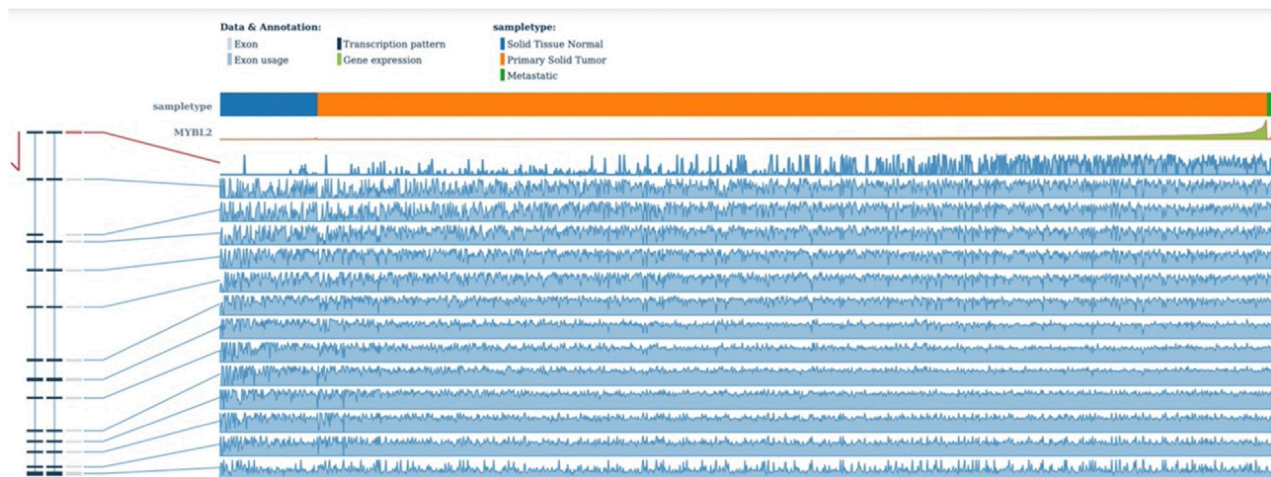 Data & Annotation:
Exon
Exon usage
Transcription pattern
Gene expression
sampletype:
Solid Tissue Normal
Primary Solid Tumor
Metastatic
sampletype
MYBL2